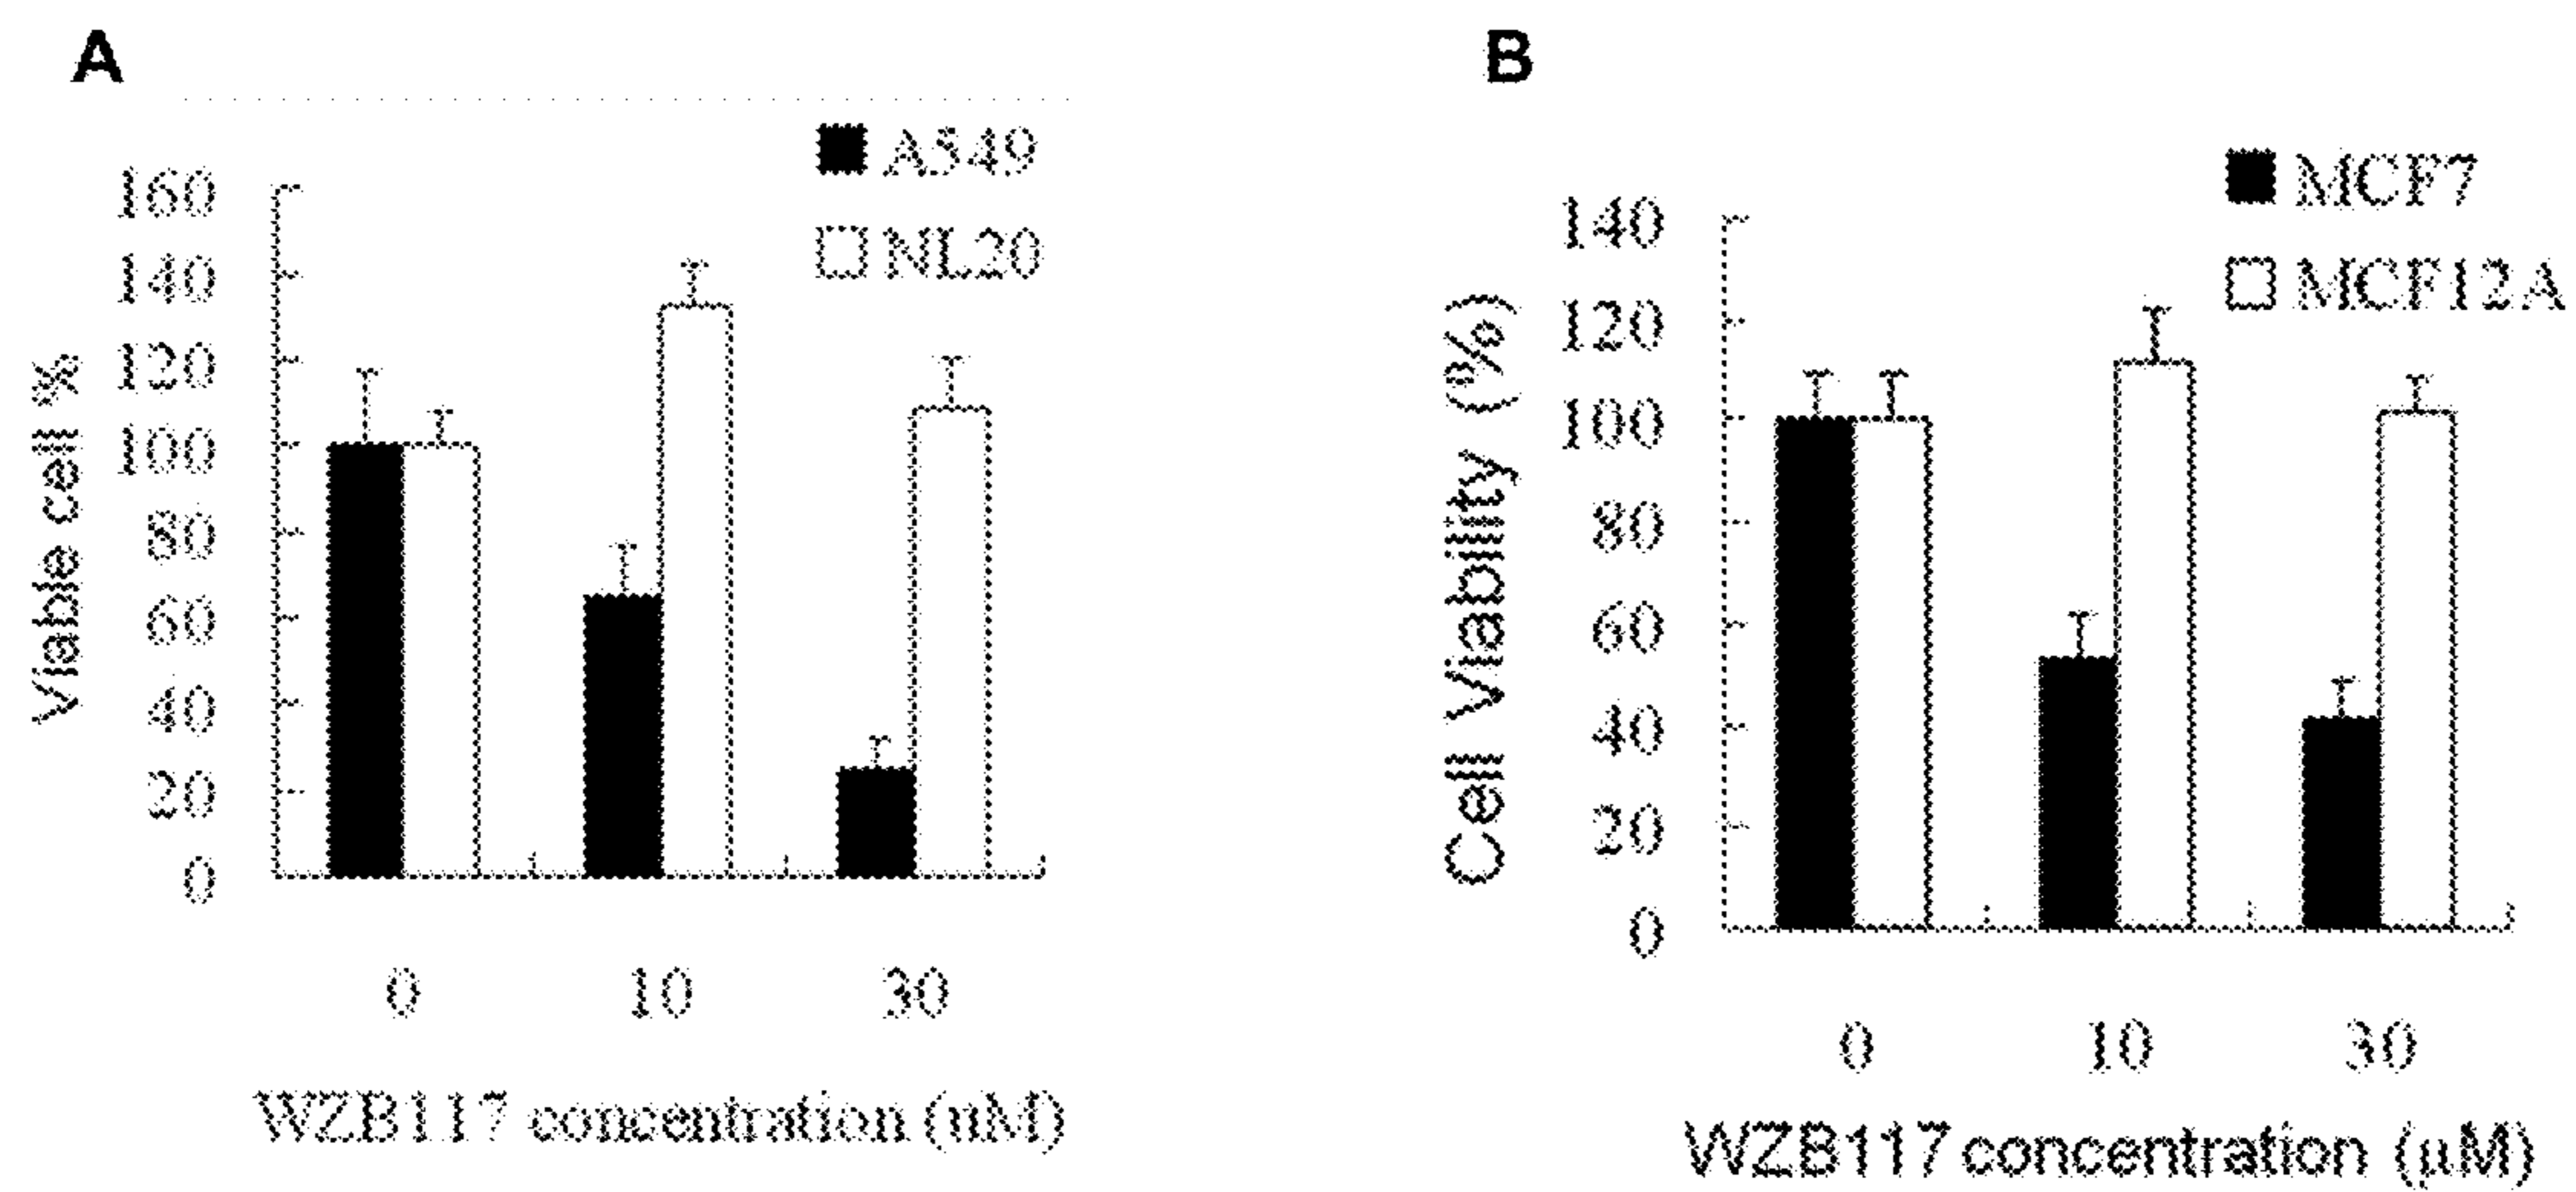 A
A549
NL20
Viable cell %
160
140
120
100
80
60
40
20
0
0 10 30
WZB117 concentration (uM)
B
MCF7
MCF12A
Cell Viability (%)
140
120
100
80
60
40
20
0
0 10 30
WZB117 concentration (µM)